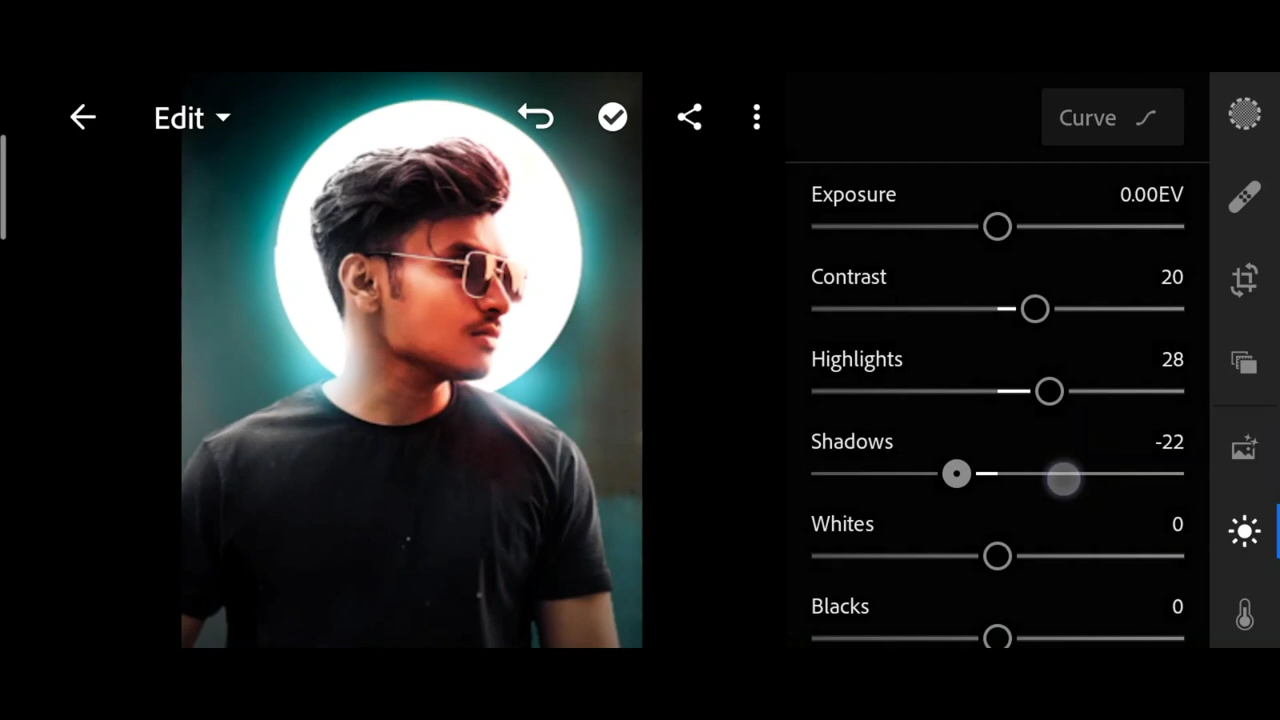 Edit
Curve
Exposure 0.00EV
Contrast 20
Highlights 28
Shadows -22
Whites 0
Blacks 0